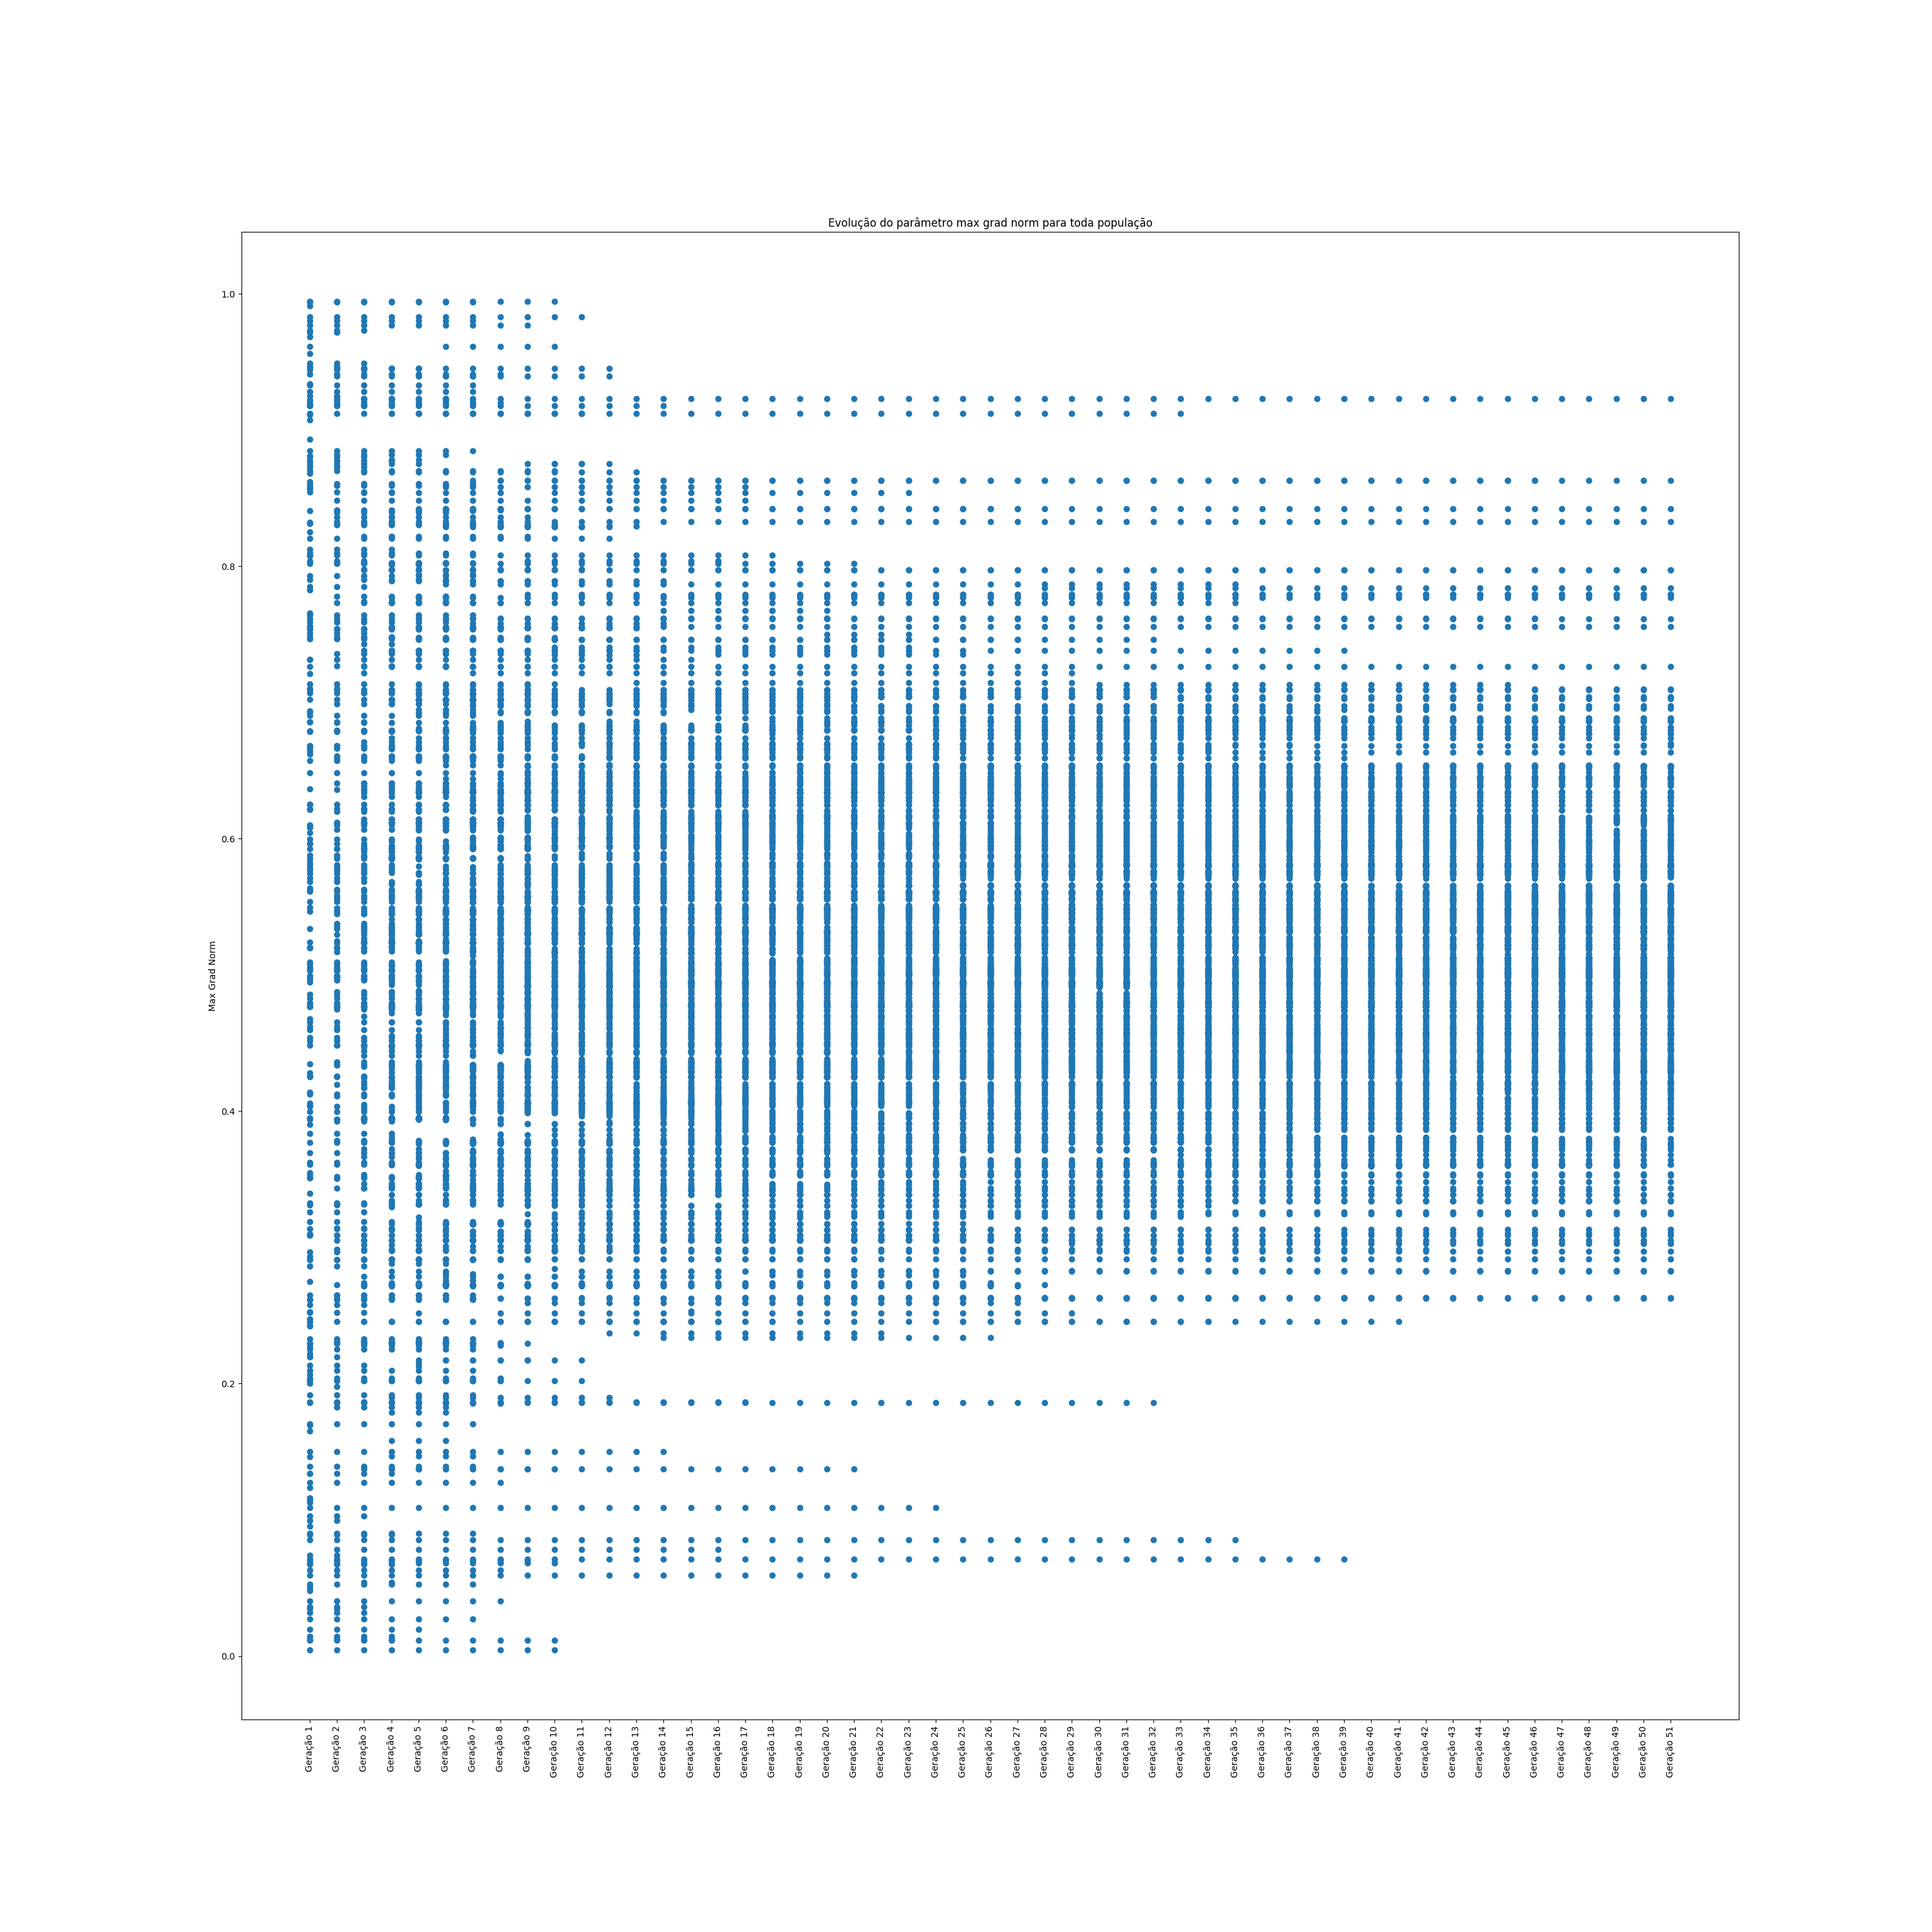 Evolução do parâmetro max grad norm para toda população
1.0
0.8
0.6
0.4
0.2
0.0
Max Grad Norm
Geração 1
Geração 2
Geração 3
Geração 4
Geração 5
Geração 6
Geração 7
Geração 8
Geração 9
Geração 10
Geração 11
Geração 12
Geração 13
Geração 14
Geração 15
Geração 16
Geração 17
Geração 18
Geração 19
Geração 20
Geração 21
Geração 22
Geração 23
Geração 24
Geração 25
Geração 26
Geração 27
Geração 28
Geração 29
Geração 30
Geração 31
Geração 32
Geração 33
Geração 34
Geração 35
Geração 36
Geração 37
Geração 38
Geração 39
Geração 40
Geração 41
Geração 42
Geração 43
Geração 44
Geração 45
Geração 46
Geração 47
Geração 48
Geração 49
Geração 50
Geração 51